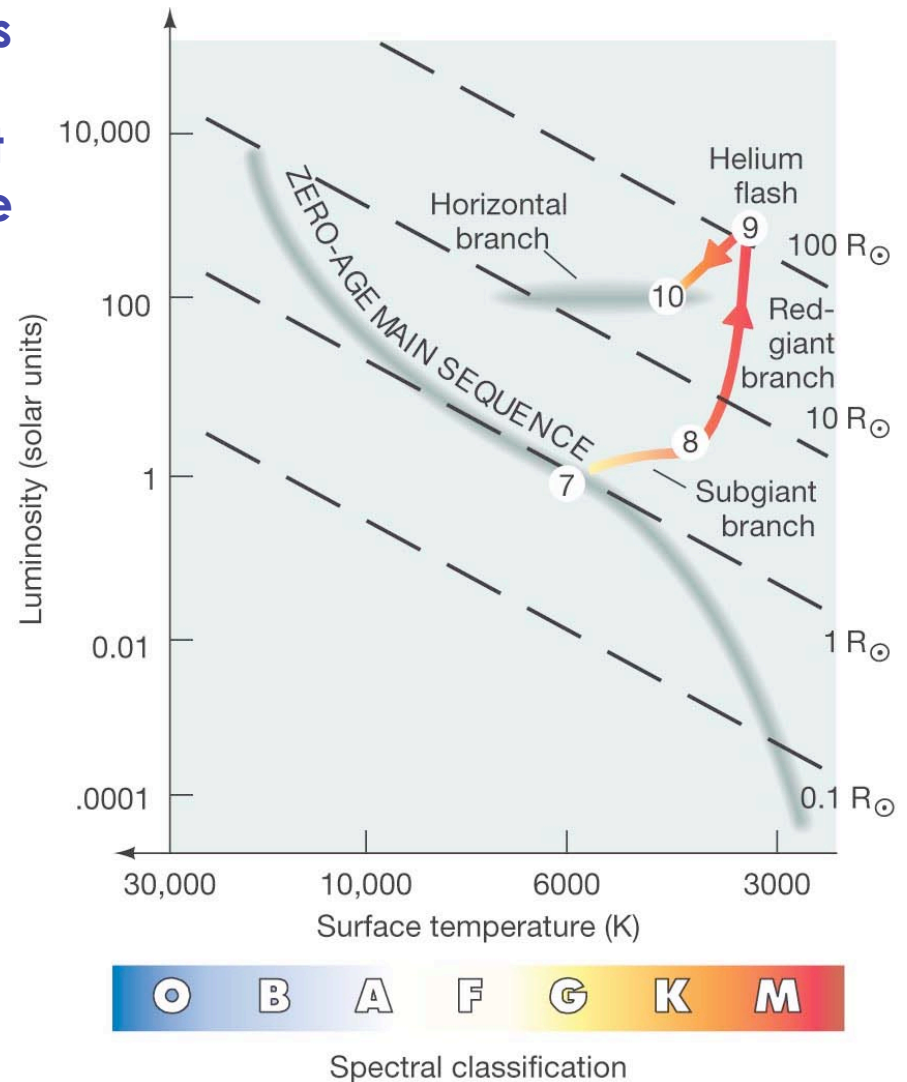 10,000
100
1
0.01
.0001
Luminosity (solar units)
Helium
flash
9
Horizontal
branch
10
100 R☉
Red-
giant
branch
10 R☉
ZERO-AGE MAIN SEQUENCE
8
7
Subgiant
branch
1 R☉
0.1 R☉
30,000
10,000
6000
3000
Surface temperature (K)
O B A F G K M
Spectral classification